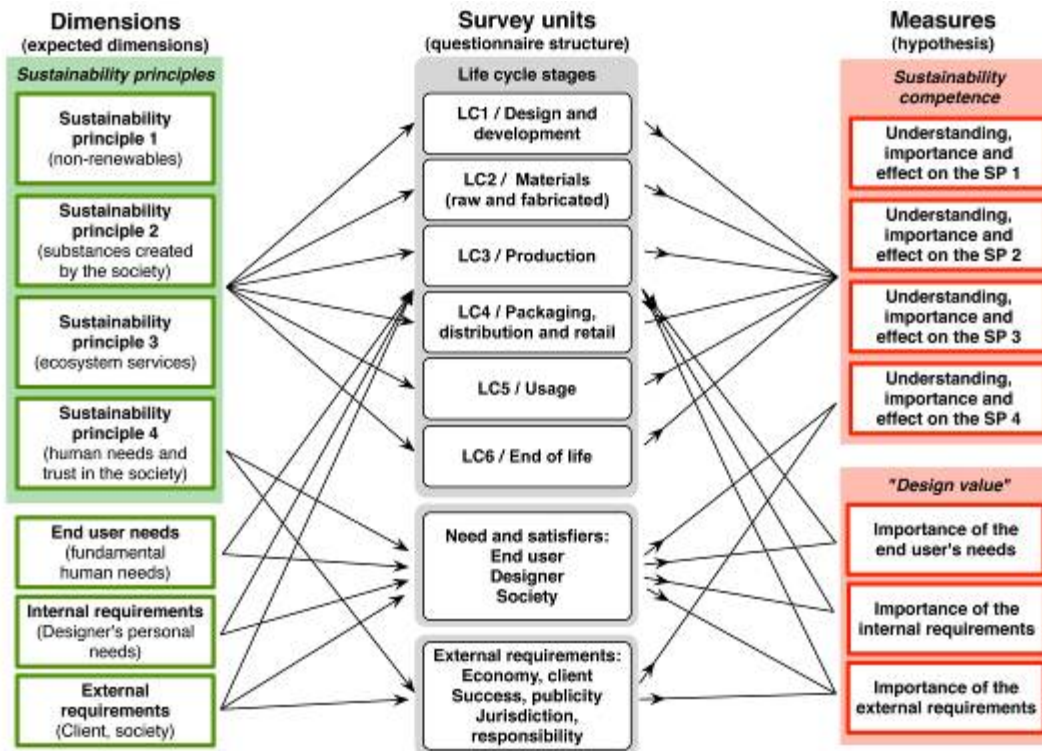 Dimensions
(expected dimensions)
Sustainability principles
Sustainability
principle 1
(non-renewables)
Sustainability
principle 2
(substances created
by the society)
Sustainability
principle 3
(ecosystem services)
Sustainability
principle 4
(human needs and
trust in the society)
End user needs
(fundamental
human needs)
Internal requirements
(Designer's personal
needs)
External
requirements
(Client, society)
Survey units
(questionnaire structure)
Life cycle stages
LC1 / Design and
development
LC2 / Materials
(raw and fabricated)
LC3 / Production
LC4 / Packaging,
distribution and retail
LC5 / Usage
LC6 / End of life
Need and satisfiers:
End user
Designer
Society
External requirements:
Economy, client
Success, publicity
Jurisdiction,
responsibility
Measures
(hypothesis)
Sustainability
competence
Understanding,
importance and
effect on the SP 1
Understanding,
importance and
effect on the SP 2
Understanding,
importance and
effect on the SP 3
Understanding,
importance and
effect on the SP 4
"Design value"
Importance of the
end user's needs
Importance of the
internal requirements
Importance of the
external requirements